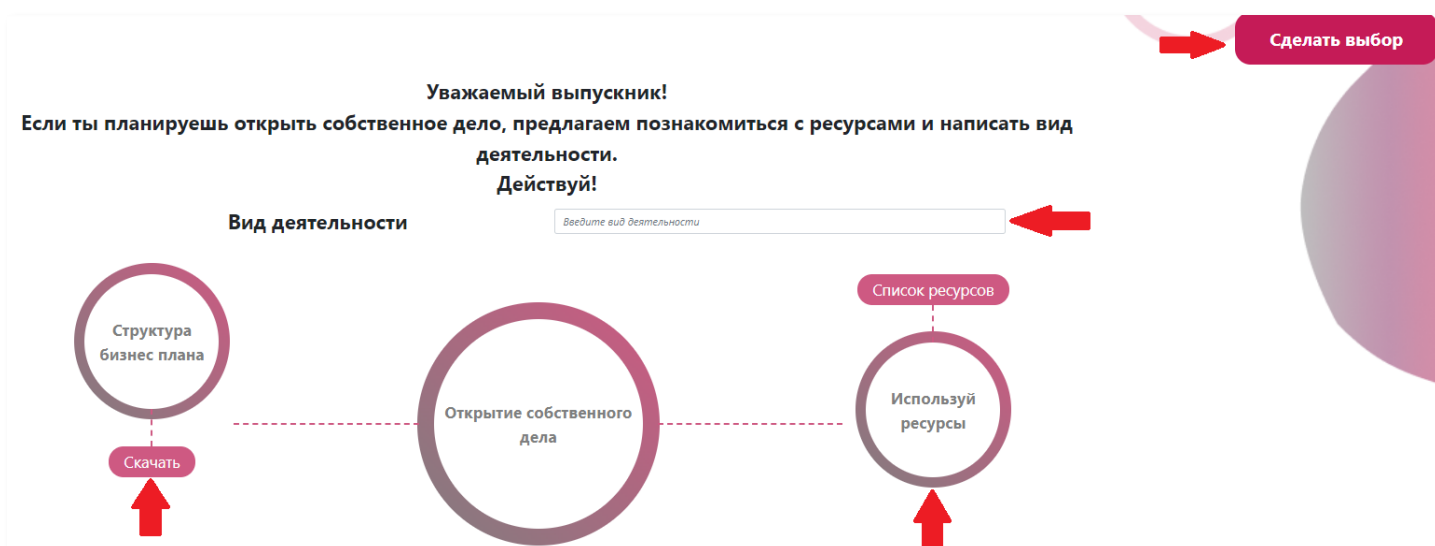 Сделать выбор
Уважаемый выпускник!
Если ты планируешь открыть собственное дело, предлагаем познакомиться с ресурсами и написать вид
деятельности.
Действуй!
Вид деятельности
Введите вид деятельности
Структура
бизнес плана
Скачать
Открытие собственного
дела
Список ресурсов
Используй
ресурсы